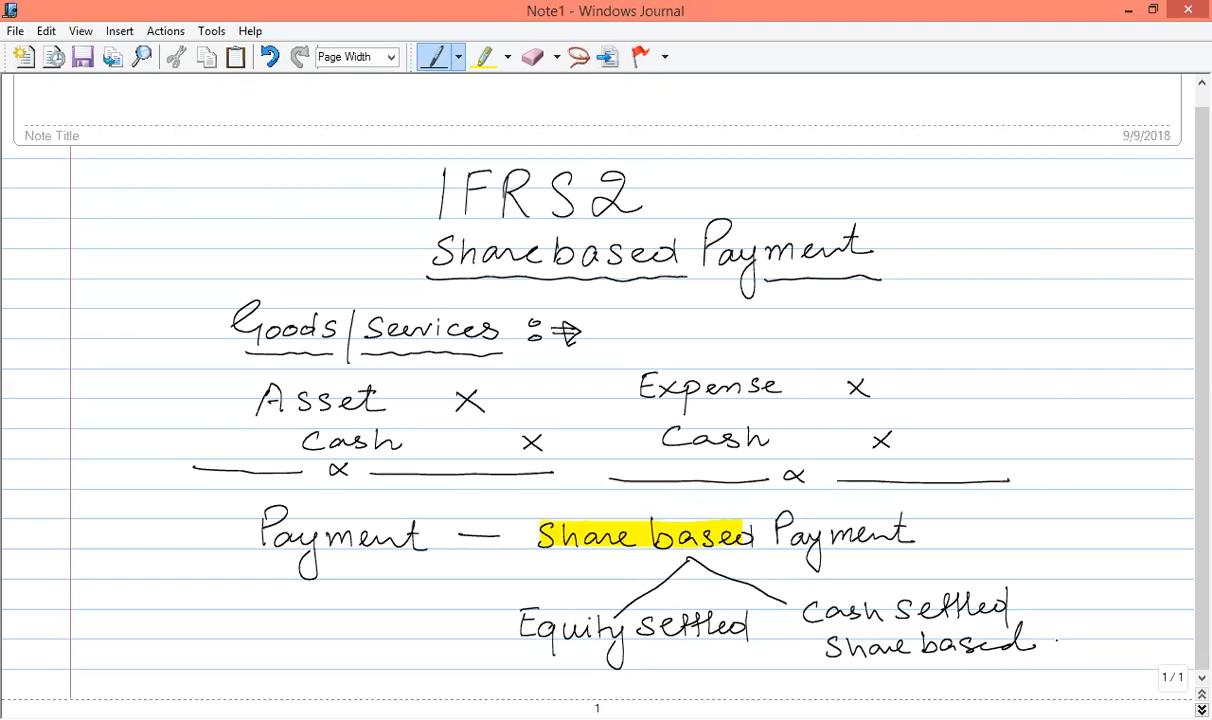 Note1 - Windows Journal
File Edit View Insert Actions Tools Help
Page Width
Note Title 9/9/2018
IFRS 2
Share based Payment
Goods/Services :⇒
Asset X Expense X
Cash X Cash X
Payment — Share based Payment
Equity settled Cash settled
Share based
1 / 1
1